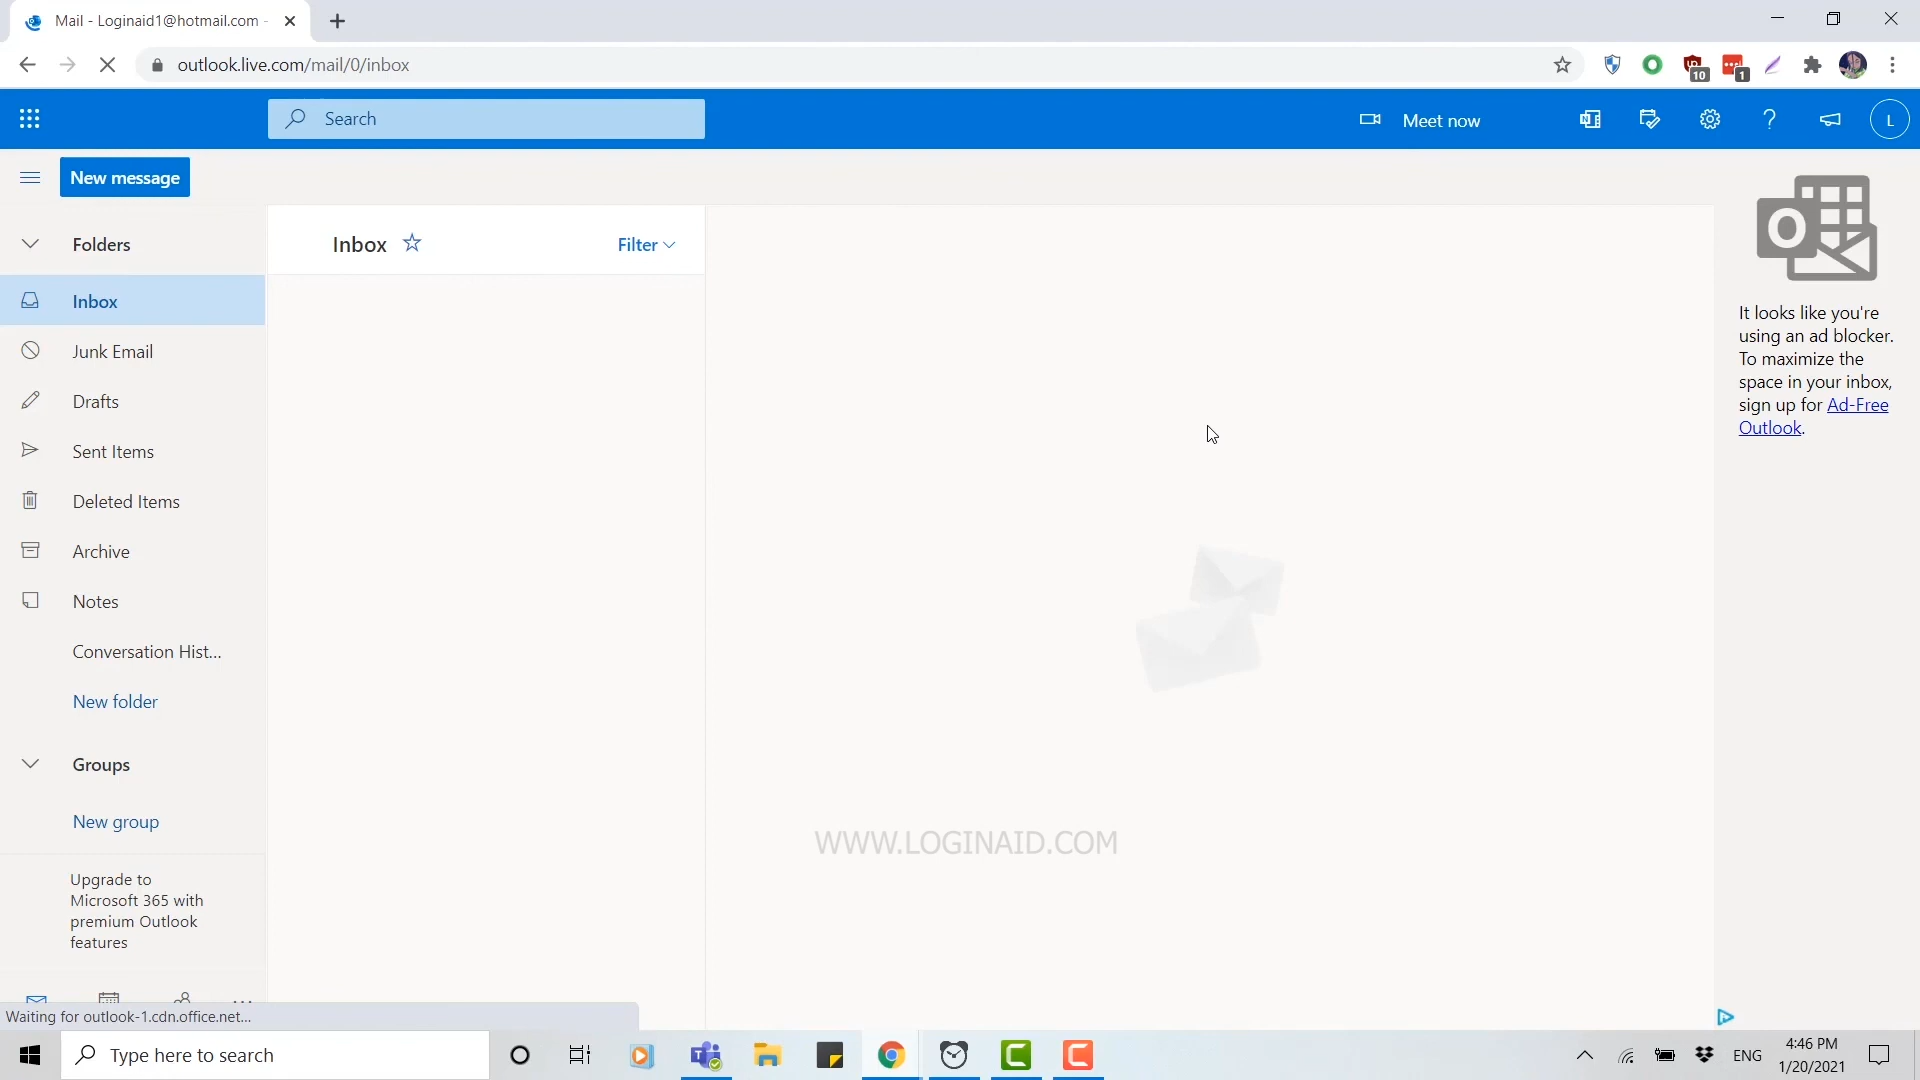 Mail - Loginaid1@hotmail.com -
outlook.live.com/mail/0/inbox
10
1
Search
Meet now
L
New message
Folders
Inbox
Filter
Inbox
Junk Email
Drafts
Sent Items
Deleted Items
Archive
Notes
Conversation Hist...
New folder
Groups
New group
Upgrade to
Microsoft 365 with
premium Outlook
features
It looks like you're
using an ad blocker.
To maximize the
space in your inbox,
sign up for Ad-Free
Outlook.
WWW.LOGINAID.COM
Waiting for outlook-1.cdn.office.net...
Type here to search
ENG
4:46 PM
1/20/2021